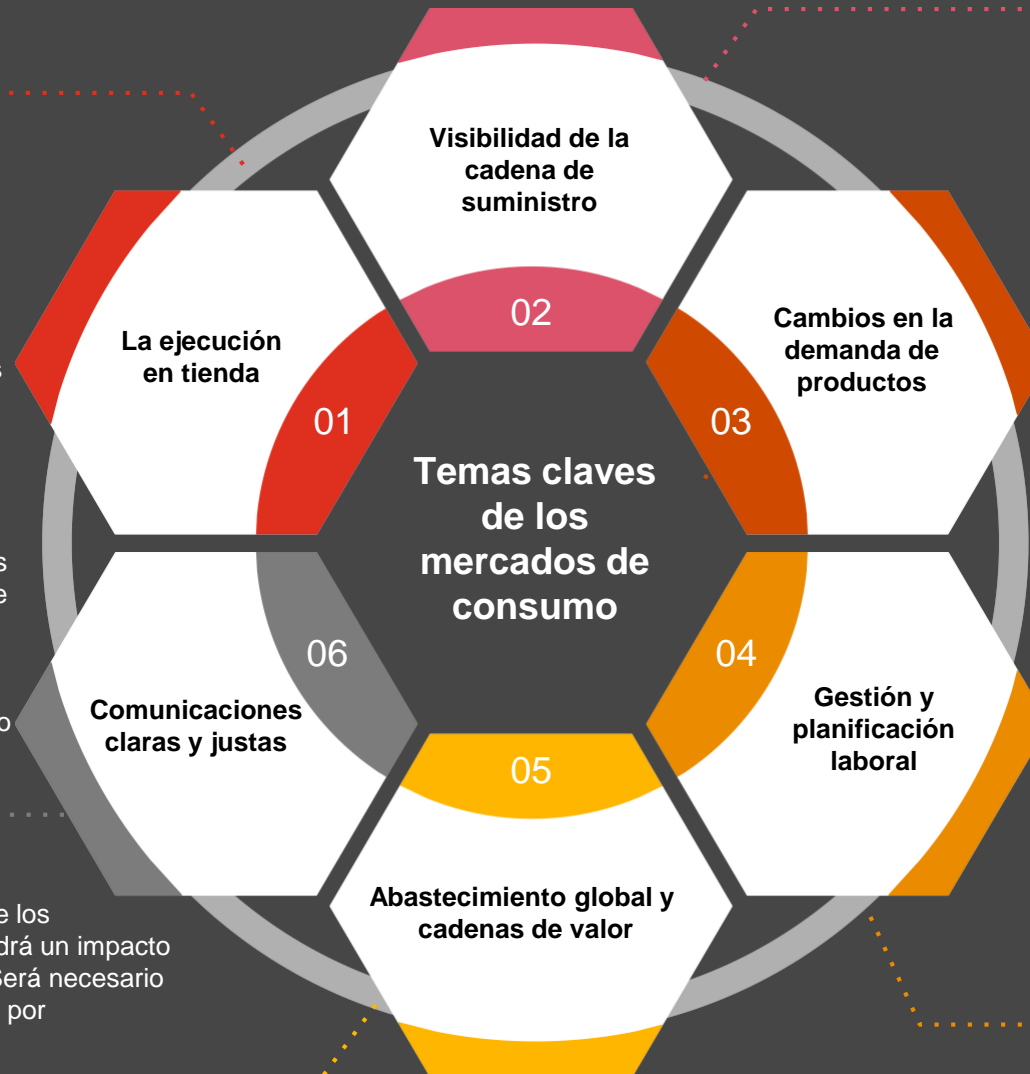 Visibilidad de la
cadena de
suministro
02
La ejecución
en tienda
01
Cambios en la
demanda de
productos
03
Temas claves
de los
mercados de
consumo
04
Gestión y
planificación
laboral
05
Abastecimiento global y
cadenas de valor
06
Comunicaciones
claras y justas
los
un impacto
Será necesario
por